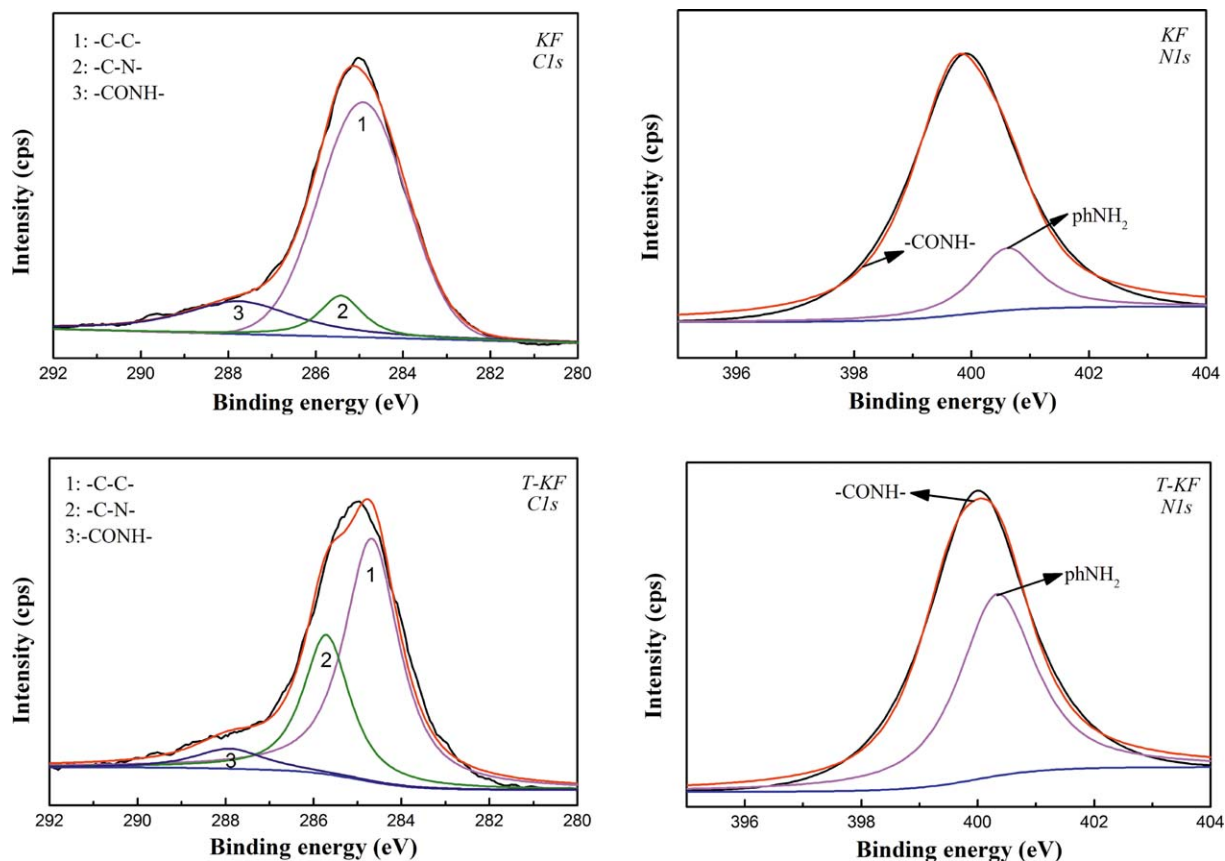 1: -C-C-
2: -C-N-
3: -CONH-
KF
C1s
1
2
3
Intensity (cps)
292 290 288 286 284 282 280
Binding energy (eV)
KF
N1s
phNH₂
-CONH-
Intensity (cps)
396 398 400 402 404
Binding energy (eV)
1: -C-C-
2: -C-N-
3:-CONH-
T-KF
C1s
1
2
3
Intensity (cps)
292 290 288 286 284 282 280
Binding energy (eV)
-CONH-
T-KF
N1s
phNH₂
Intensity (cps)
396 398 400 402 404
Binding energy (eV)